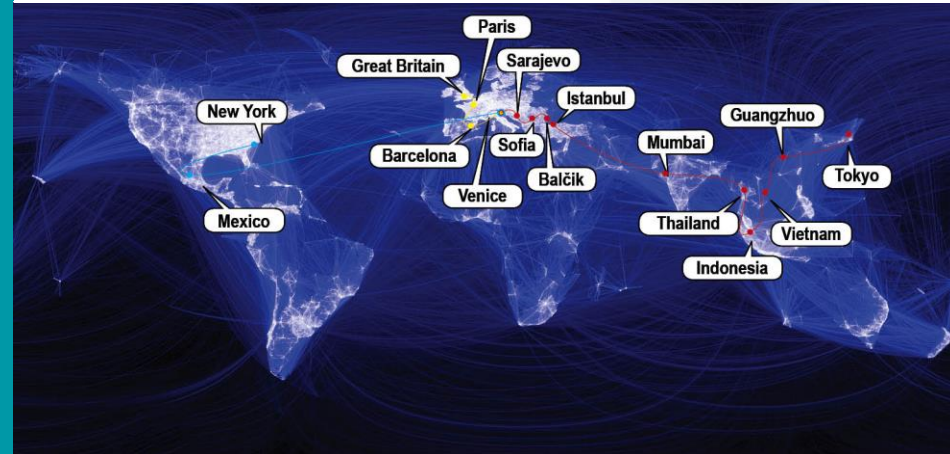 Paris
Great Britain
Sarajevo
New York
Istanbul
Guangzhuo
Barcelona
Sofia
Mumbai
Tokyo
Venice
Balčik
Mexico
Thailand
Vietnam
Indonesia